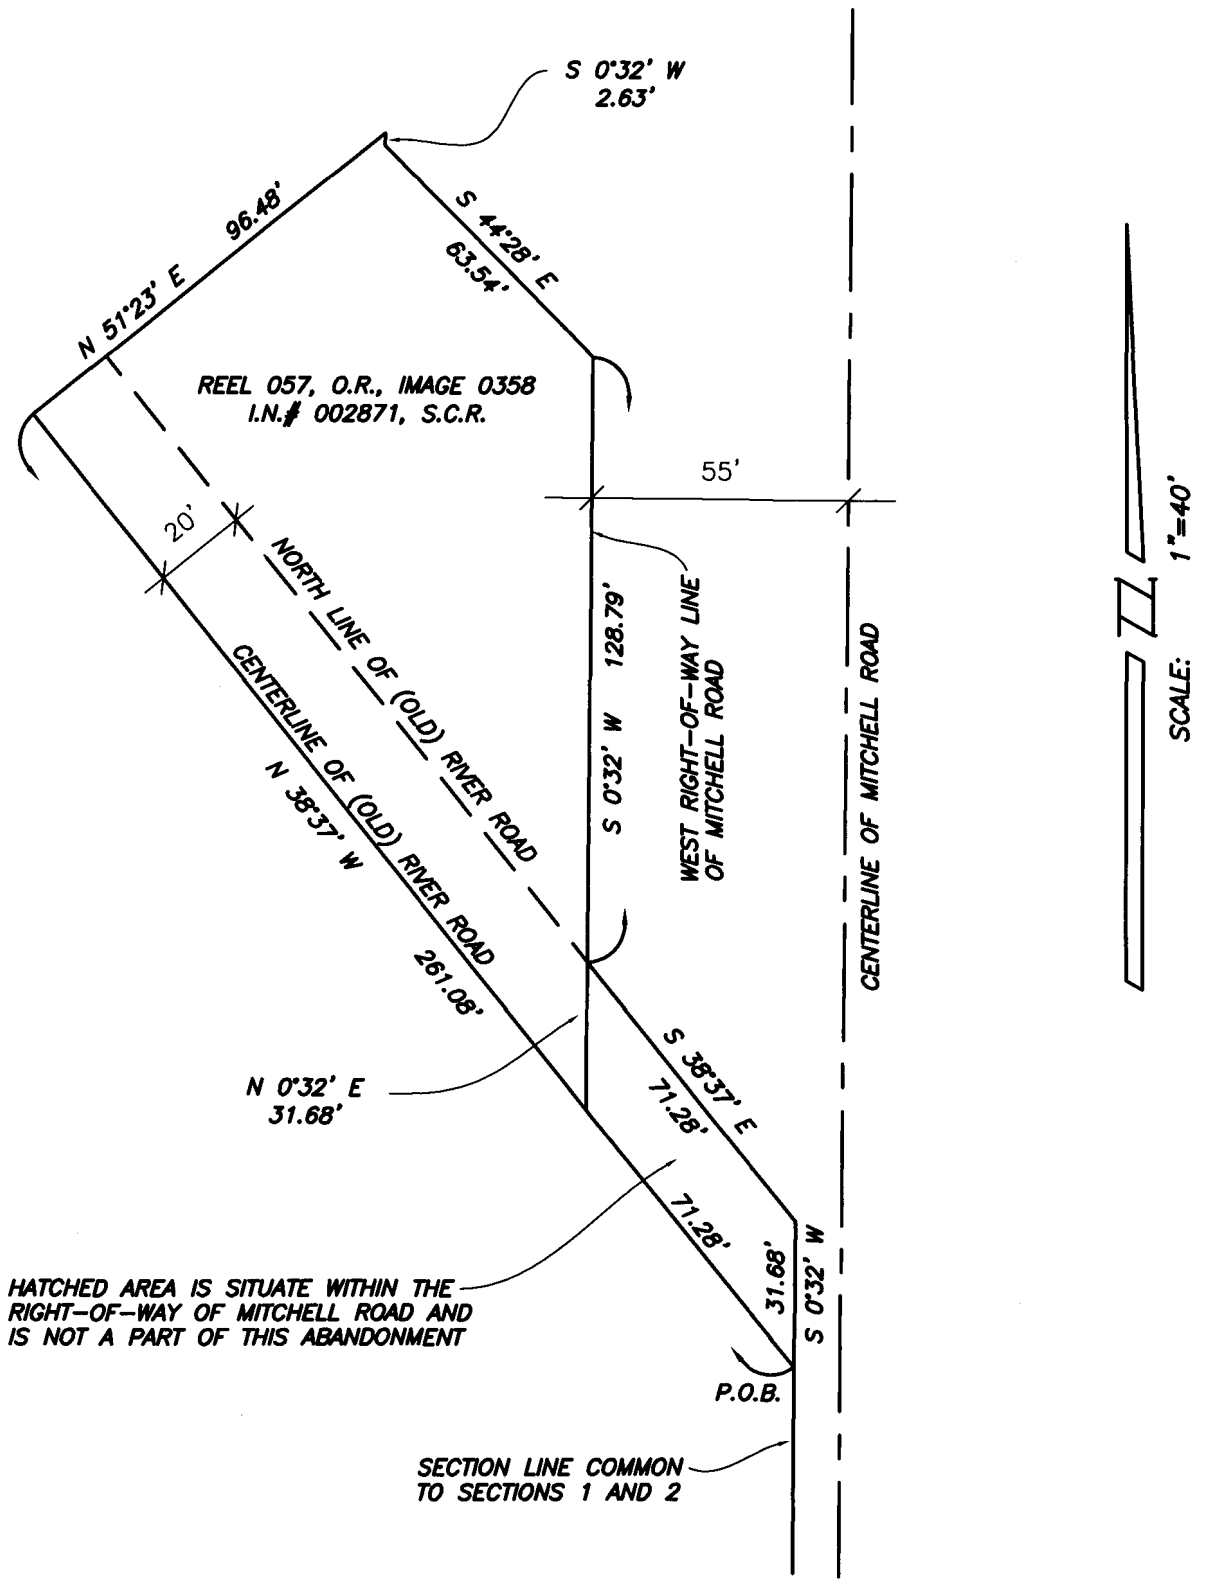 S 0°32' W
2.63'
S 44°28' E
63.54'
96.48'
N 51°23' E
REEL 057, O.R., IMAGE 0358
I.N.# 002871, S.C.R.
55'
20'
NORTH LINE OF (OLD) RIVER ROAD
CENTERLINE OF (OLD) RIVER ROAD
N 38°37' W
261.08'
S 0°32' W 128.79'
WEST RIGHT-OF-WAY LINE
OF MITCHELL ROAD
CENTERLINE OF MITCHELL ROAD
SCALE: 1"=40'
N 0°32' E
31.68'
S 38°37' E
71.28'
71.28'
31.68'
S 0°32' W
HATCHED AREA IS SITUATE WITHIN THE
RIGHT-OF-WAY OF MITCHELL ROAD AND
IS NOT A PART OF THIS ABANDONMENT
P.O.B.
SECTION LINE COMMON
TO SECTIONS 1 AND 2